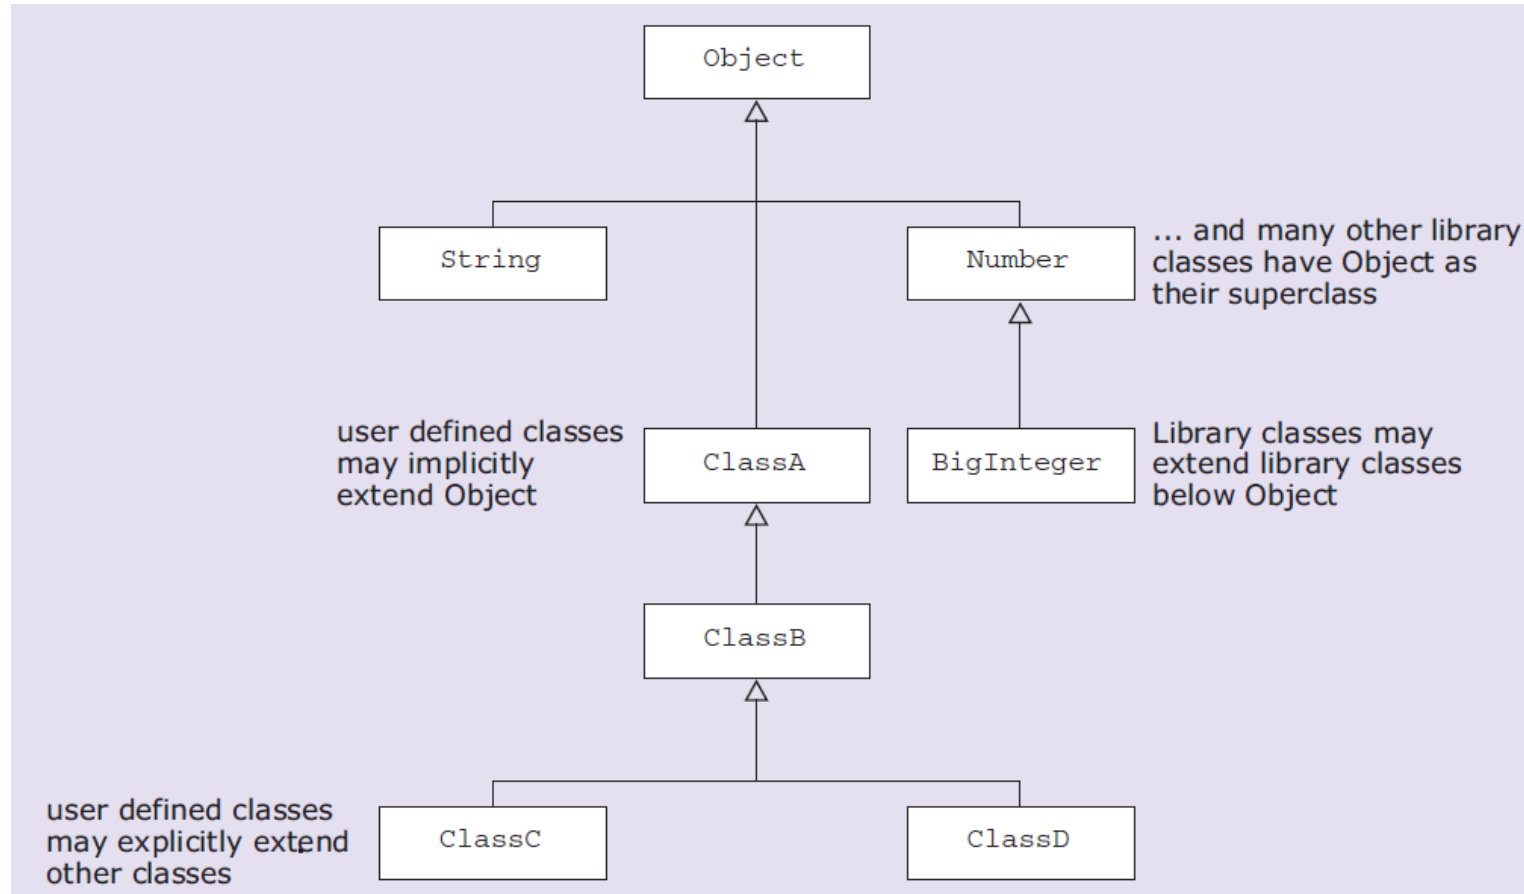 Object
String
Number
... and many other library
classes have Object as
their superclass
user defined classes
may implicitly
extend Object
ClassA
BigInteger
Library classes may
extend library classes
below Object
ClassB
user defined classes
may explicitly extend
other classes
ClassC
ClassD